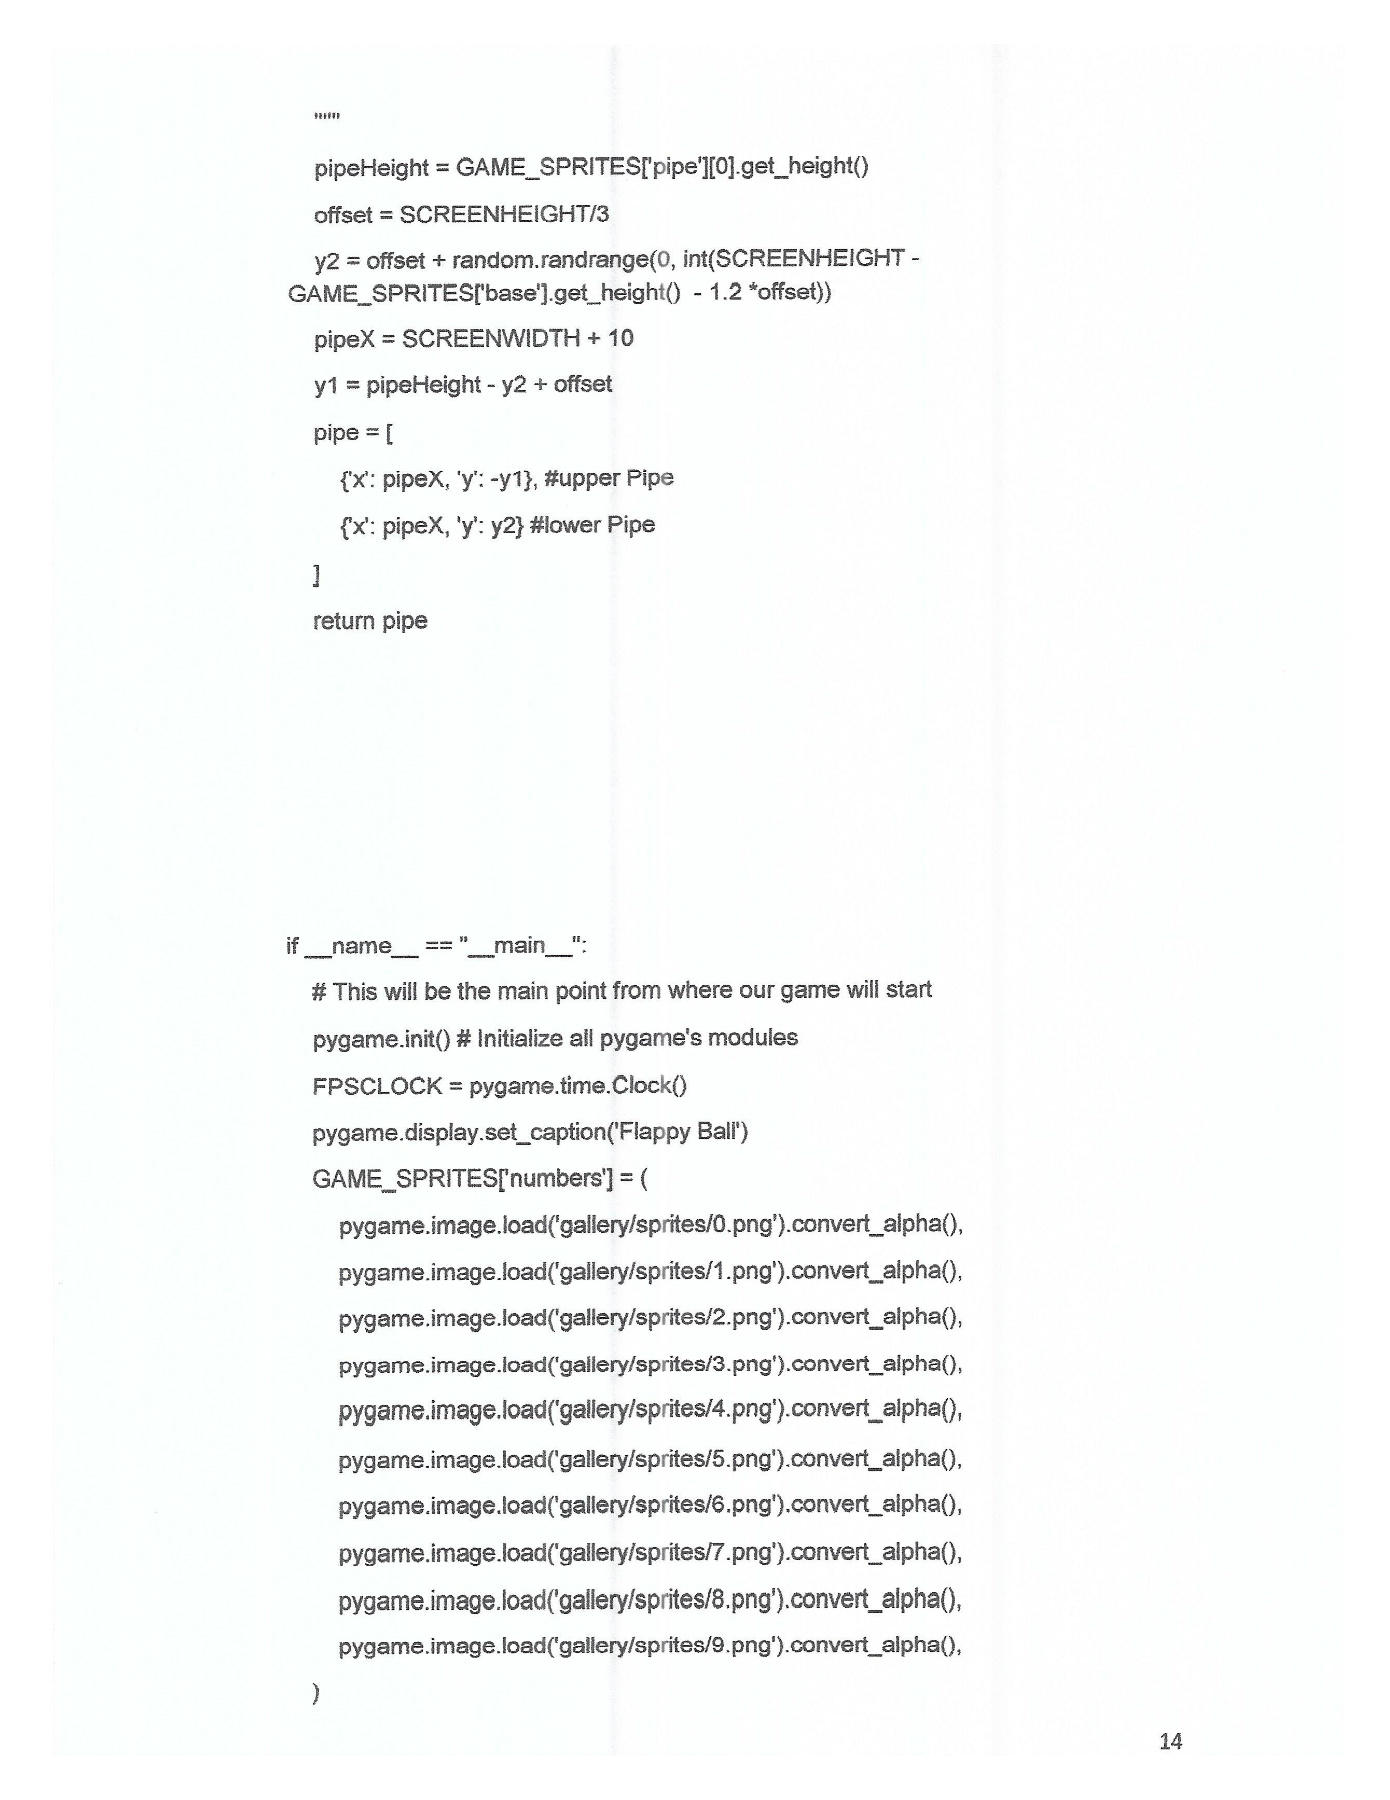 """
pipeHeight = GAME_SPRITES['pipe'][0].get_height()
offset = SCREENHEIGHT/3
y2 = offset + random.randrange(0, int(SCREENHEIGHT -
GAME_SPRITES['base'].get_height()  - 1.2 *offset))
pipeX = SCREENWIDTH + 10
y1 = pipeHeight - y2 + offset
pipe = [
{'x': pipeX, 'y': -y1}, #upper Pipe
{'x': pipeX, 'y': y2} #lower Pipe
]
return pipe
if __name__ == "__main__":
# This will be the main point from where our game will start
pygame.init() # Initialize all pygame's modules
FPSCLOCK = pygame.time.Clock()
pygame.display.set_caption('Flappy Ball')
GAME_SPRITES['numbers'] = (
pygame.image.load('gallery/sprites/0.png').convert_alpha(),
pygame.image.load('gallery/sprites/1.png').convert_alpha(),
pygame.image.load('gallery/sprites/2.png').convert_alpha(),
pygame.image.load('gallery/sprites/3.png').convert_alpha(),
pygame.image.load('gallery/sprites/4.png').convert_alpha(),
pygame.image.load('gallery/sprites/5.png').convert_alpha(),
pygame.image.load('gallery/sprites/6.png').convert_alpha(),
pygame.image.load('gallery/sprites/7.png').convert_alpha(),
pygame.image.load('gallery/sprites/8.png').convert_alpha(),
pygame.image.load('gallery/sprites/9.png').convert_alpha(),
)
14